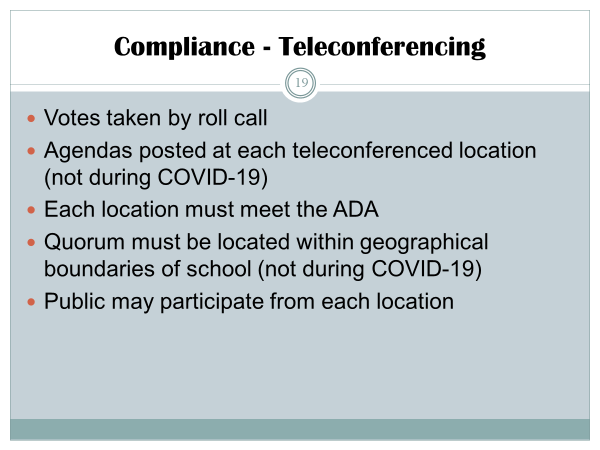 Compliance - Teleconferencing
19
• Votes taken by roll call
• Agendas posted at each teleconferenced location
(not during COVID-19)
• Each location must meet the ADA
• Quorum must be located within geographical
boundaries of school (not during COVID-19)
• Public may participate from each location